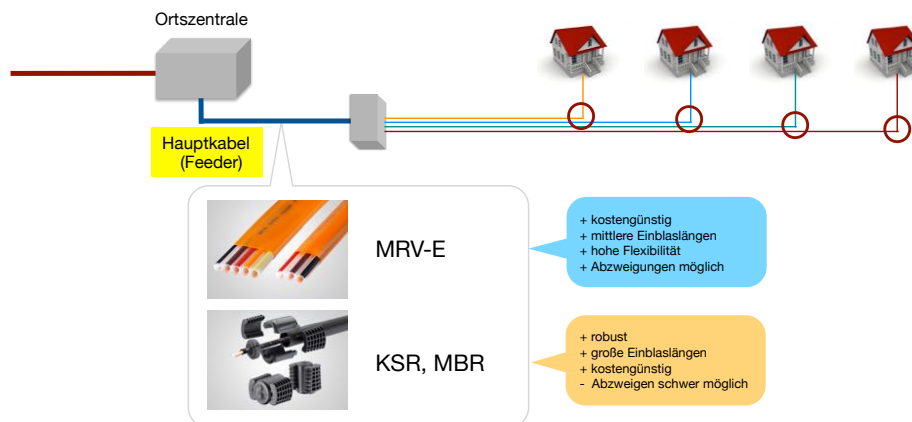 Ortszentrale
Hauptkabel
(Feeder)
MRV-E
+ kostengünstig
+ mittlere Einblaslängen
+ hohe Flexibilität
+ Abzweigungen möglich
KSR, MBR
+ robust
+ große Einblaslängen
+ kostengünstig
- Abzweigen schwer möglich